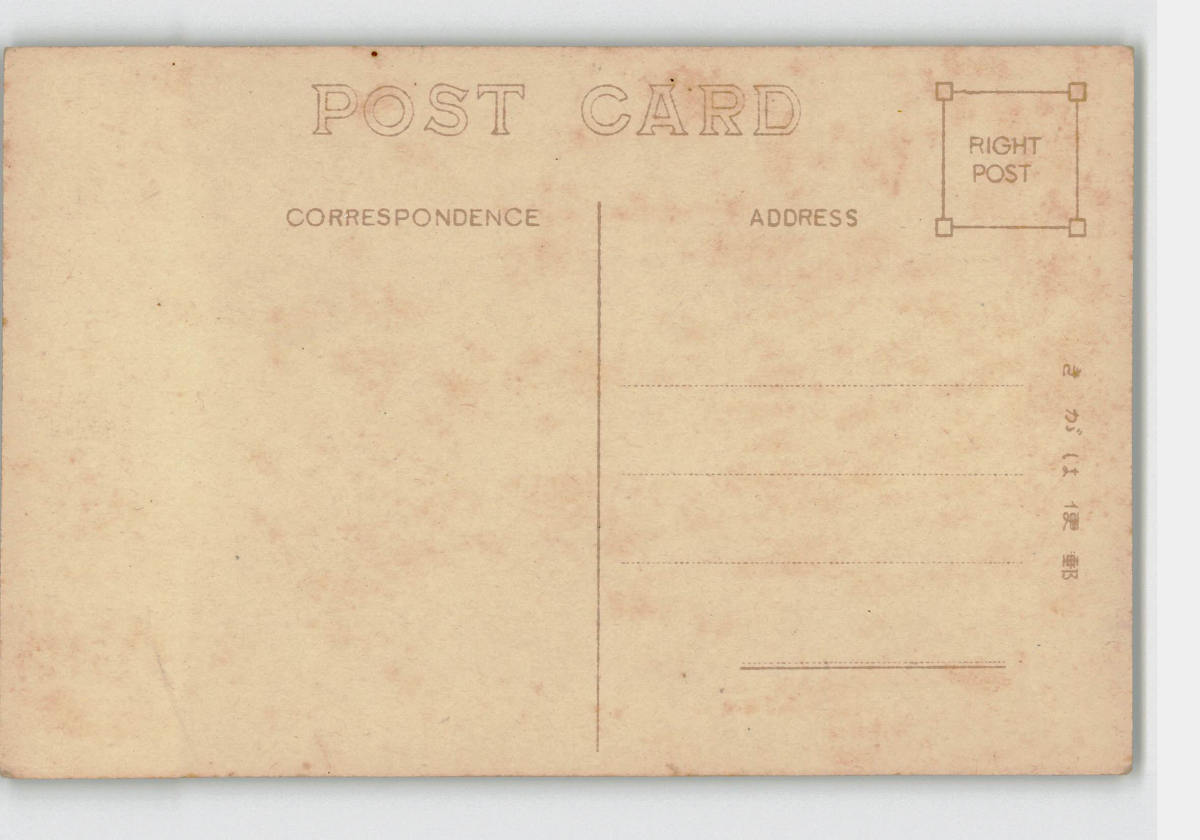 POST CARD
RIGHT
POST
CORRESPONDENCE
ADDRESS
郵便はがき